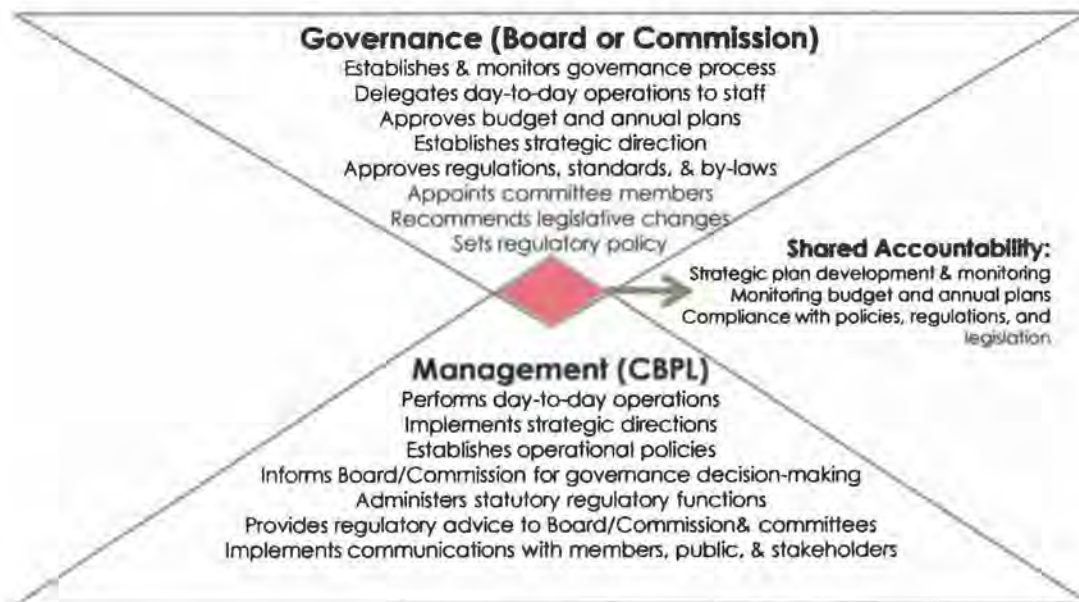 Governance (Board or Commission)
Establishes & monitors governance process
Delegates day-to-day operations to staff
Approves budget and annual plans
Establishes strategic direction
Approves regulations, standards, & by-laws
Appoints committee members
Recommends legislative changes
Sets regulatory policy
Shared Accountability:
Strategic plan development & monitoring
Monitoring budget and annual plans
Compliance with policies, regulations, and
legislation
Management (CBPL)
Performs day-to-day operations
Implements strategic directions
Establishes operational policies
Informs Board/Commission for governance decision-making
Administers statutory regulatory functions
Provides regulatory advice to Board/Commission& committees
Implements communications with members, public, & stakeholders